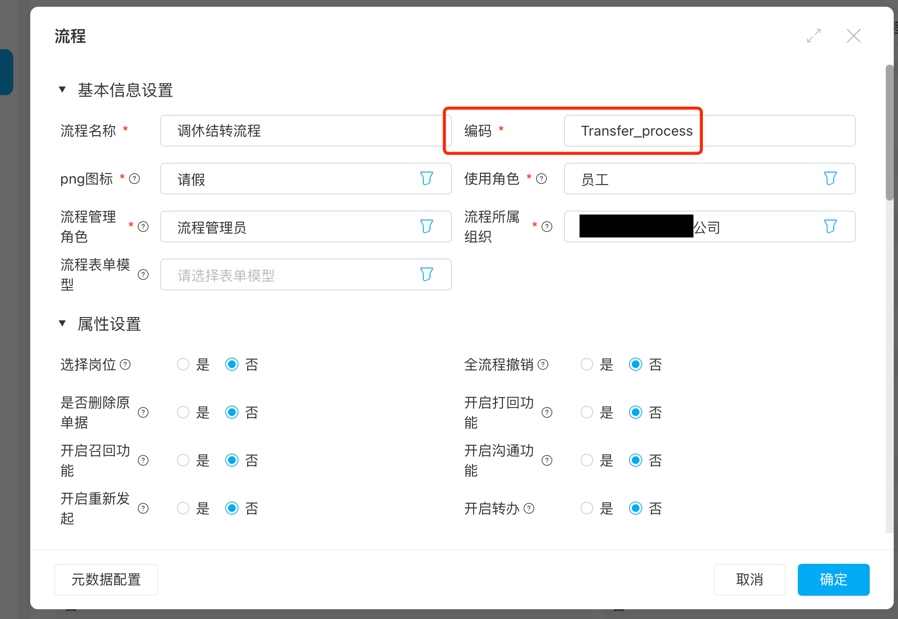 流程
基本信息设置
流程名称 * 调休结转流程 编码 * Transfer_process
png图标 * 请假 使用角色 * 员工
流程管理角色 * 流程管理员 流程所属组织 * 公司
流程表单模型 请选择表单模型
属性设置
选择岗位 是 否 全流程撤销 是 否
是否删除原单据 是 否 开启打回功能 是 否
开启召回功能 是 否 开启沟通功能 是 否
开启重新发起 是 否 开启转办 是 否
元数据配置 取消 确定